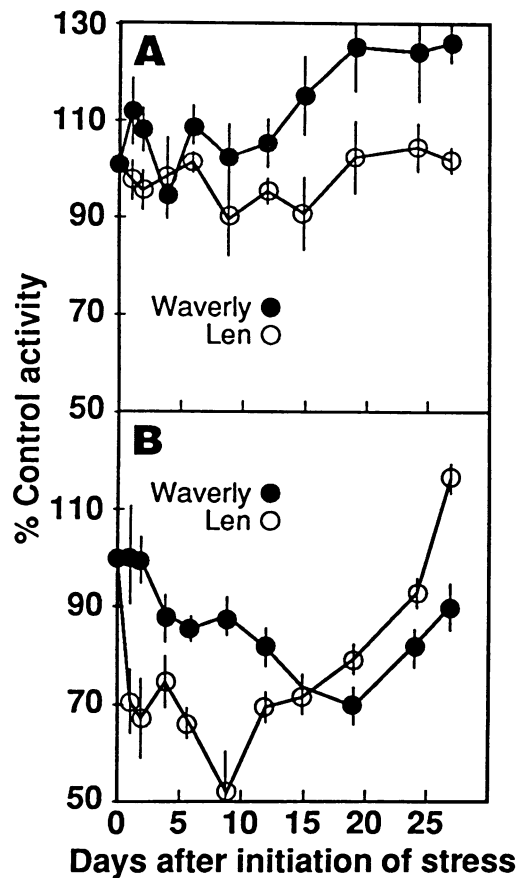 130
A
110
90
Waverly ●
70
Len ○
50
B
Waverly ●
110
Len ○
90
70
50
% Control activity
0 5 10 15 20 25
Days after initiation of stress